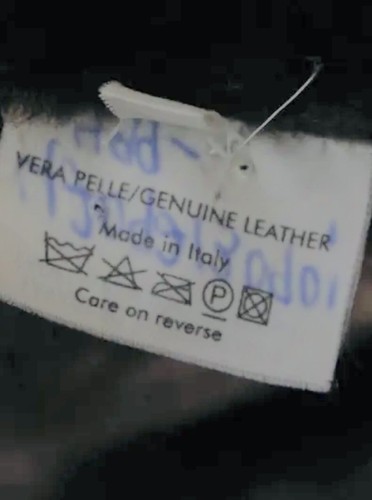 VERA PELLE/GENUINE LEATHER
Made in Italy
P
Care on reverse